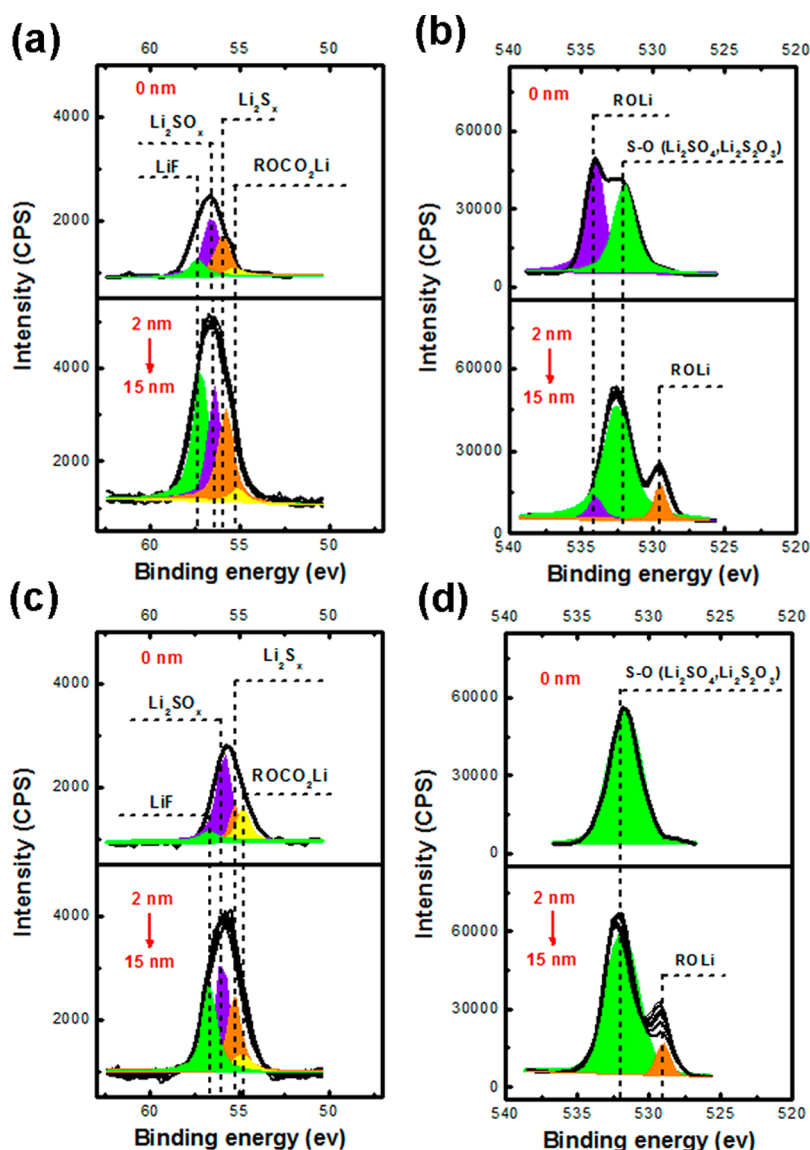 (a)
60 55 50
0 nm
Li₂Sₓ
Li₂SOₓ
LiF
ROCO₂Li
4000
2000
2 nm
15 nm
4000
2000
Intensity (CPS)
60 55 50
Binding energy (ev)
(b)
540 535 530 525 520
0 nm
ROLi
S-O (Li₂SO₄,Li₂S₂O₃)
60000
30000
0
2 nm
15 nm
ROLi
60000
30000
0
Intensity (CPS)
540 535 530 525 520
Binding energy (ev)
(c)
60 55 50
0 nm
Li₂Sₓ
Li₂SOₓ
ROCO₂Li
LiF
4000
2000
2 nm
15 nm
4000
2000
Intensity (CPS)
60 55 50
Binding energy (ev)
(d)
540 535 530 525 520
0 nm
S-O (Li₂SO₄,Li₂S₂O₃)
60000
30000
0
2 nm
15 nm
ROLi
60000
30000
0
Intensity (CPS)
540 535 530 525 520
Binding energy (ev)